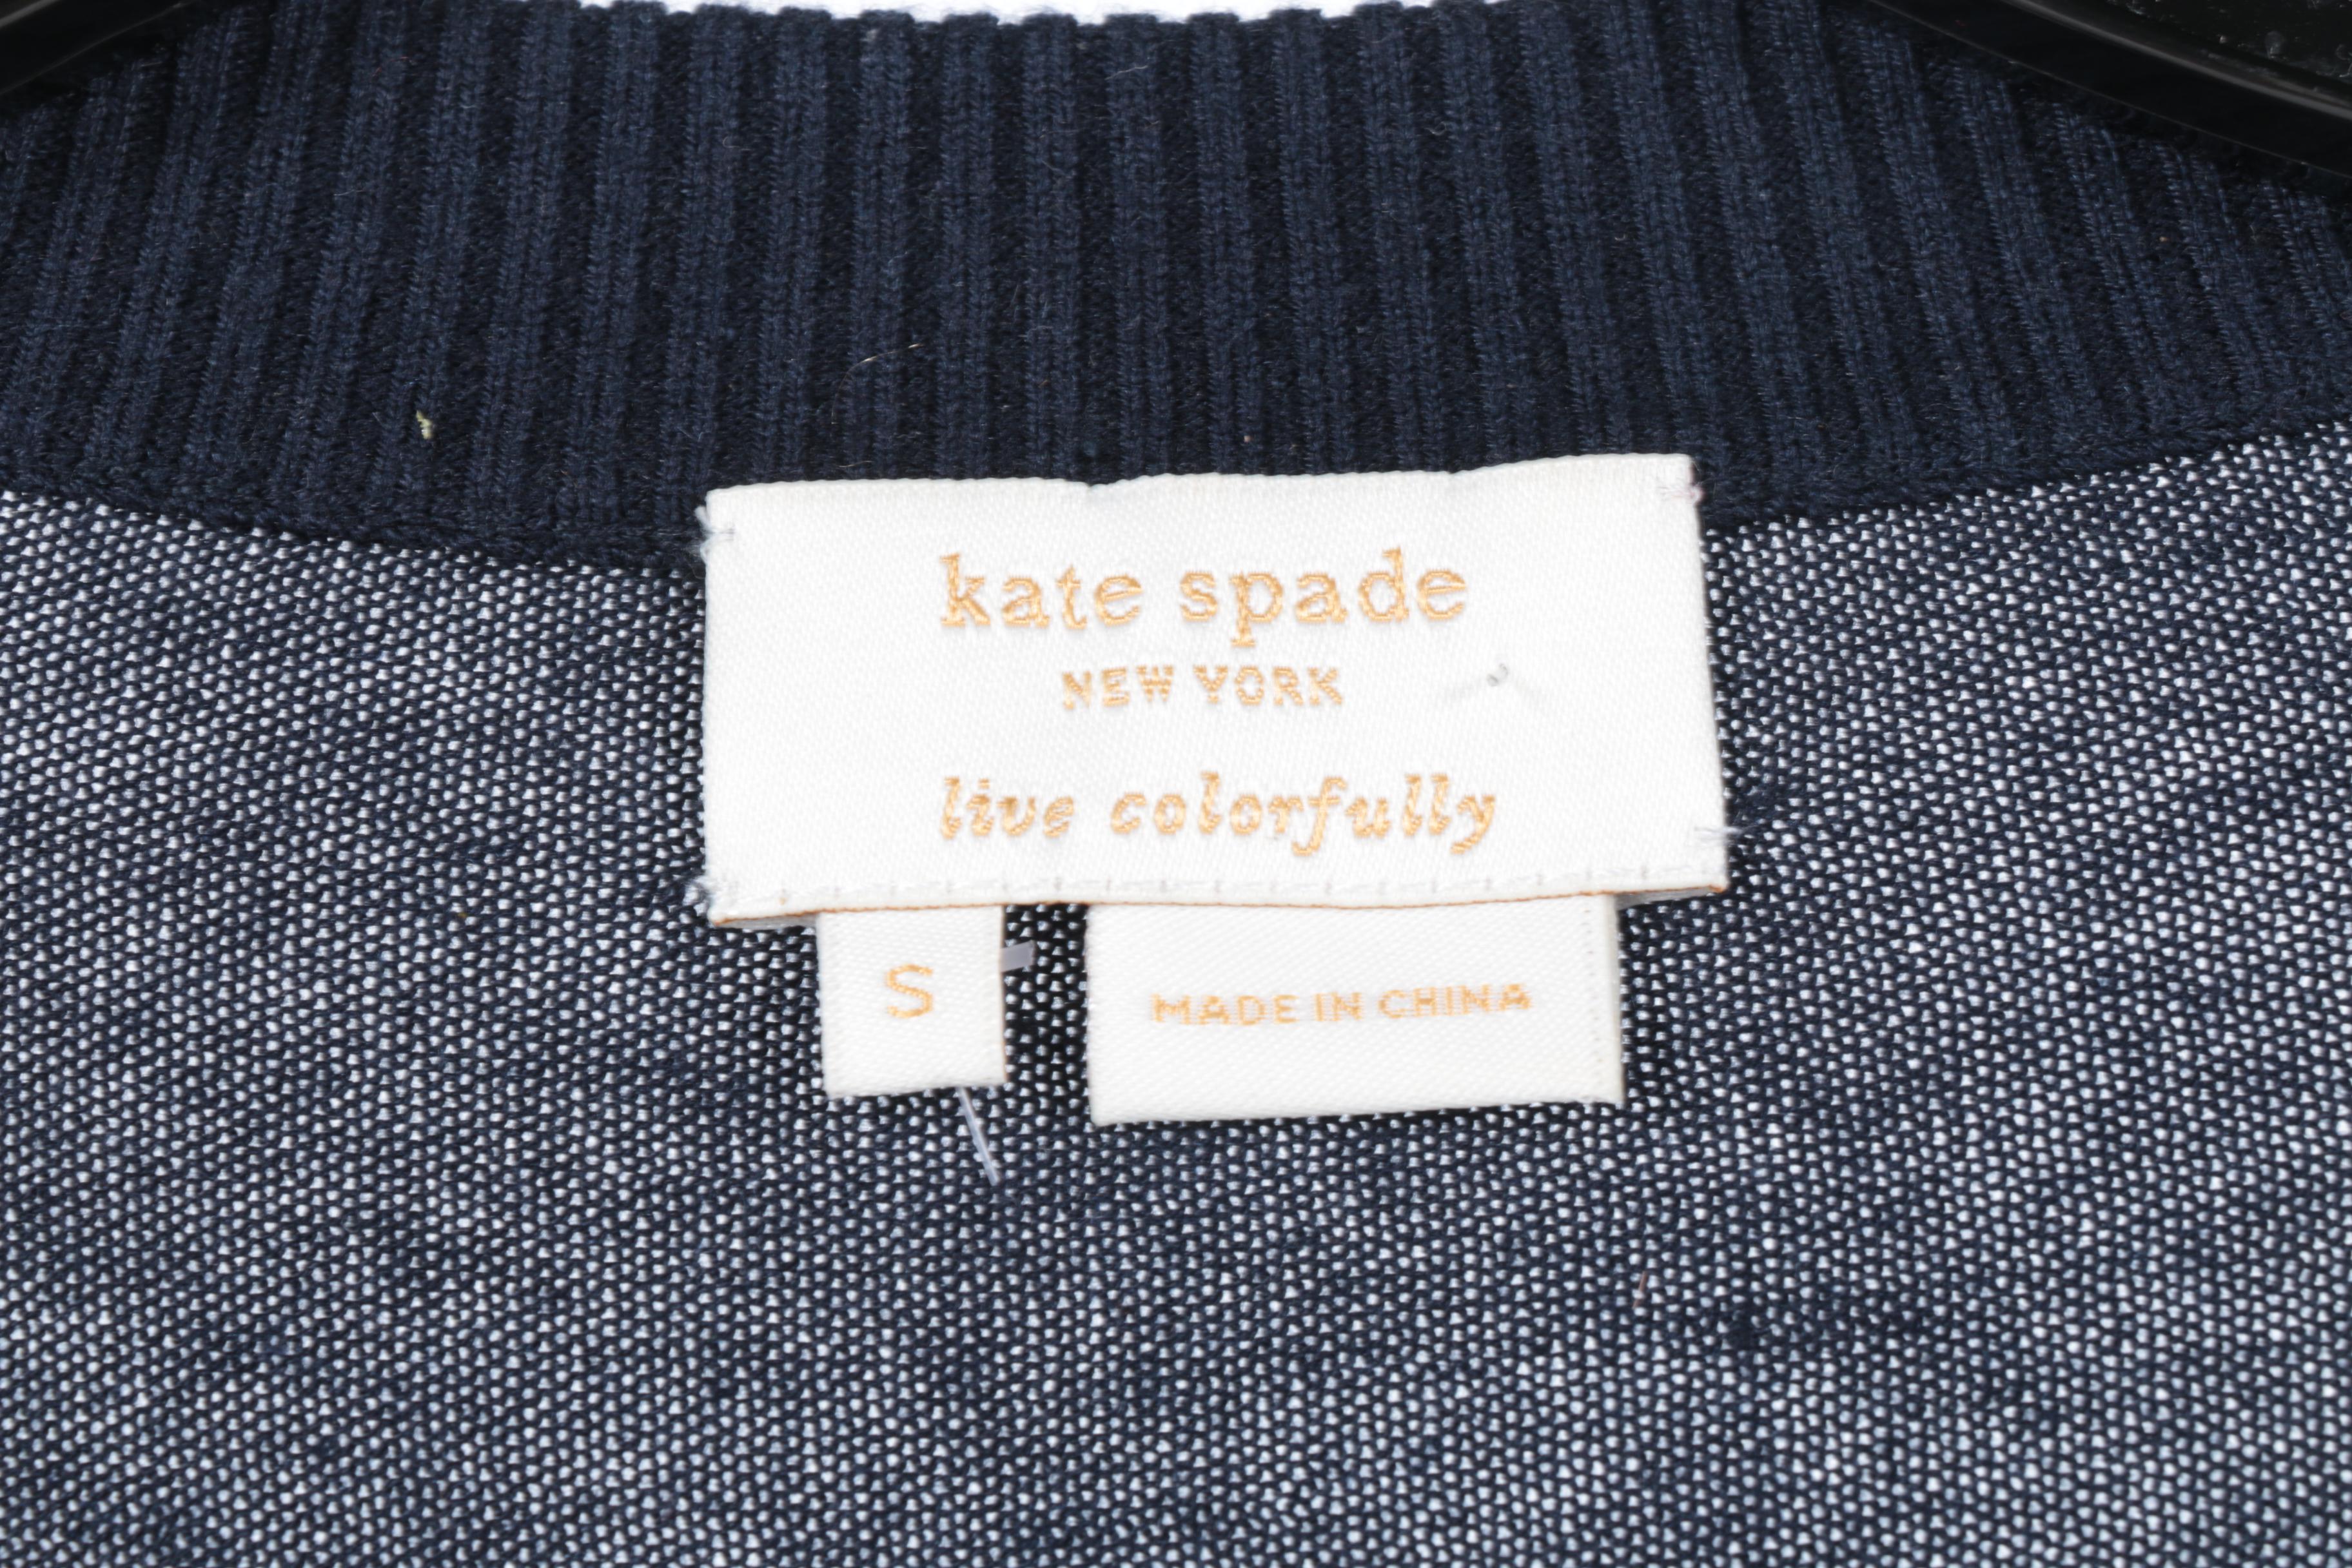 kate spade
NEW YORK
live colorfully
S
MADE IN CHINA